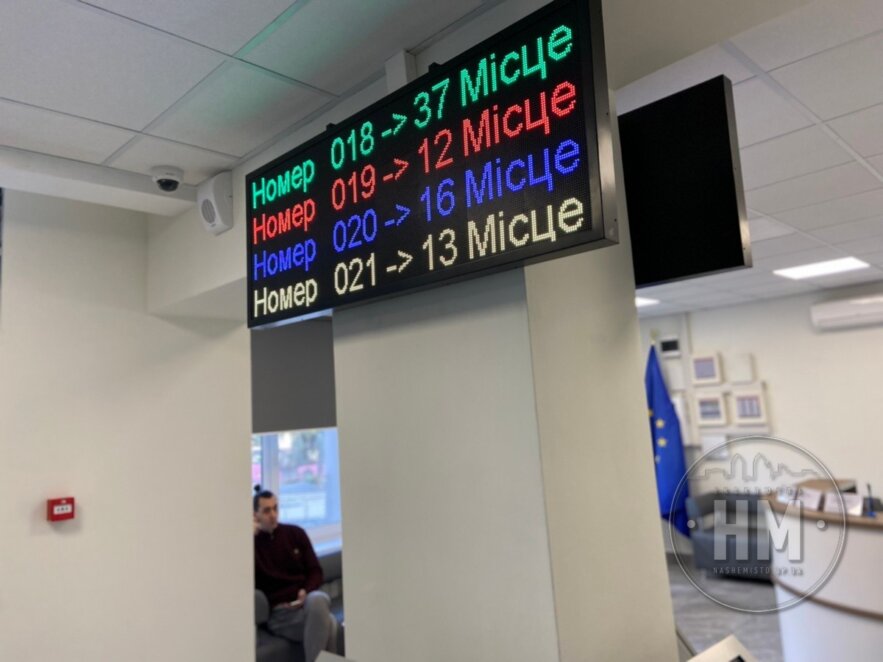 Номер 018 -> 37 Місце
Номер 019 -> 12 Місце
Номер 020 -> 16 Місце
Номер 021 -> 13 Місце
НМ
NASHEMISTO.DP.UA